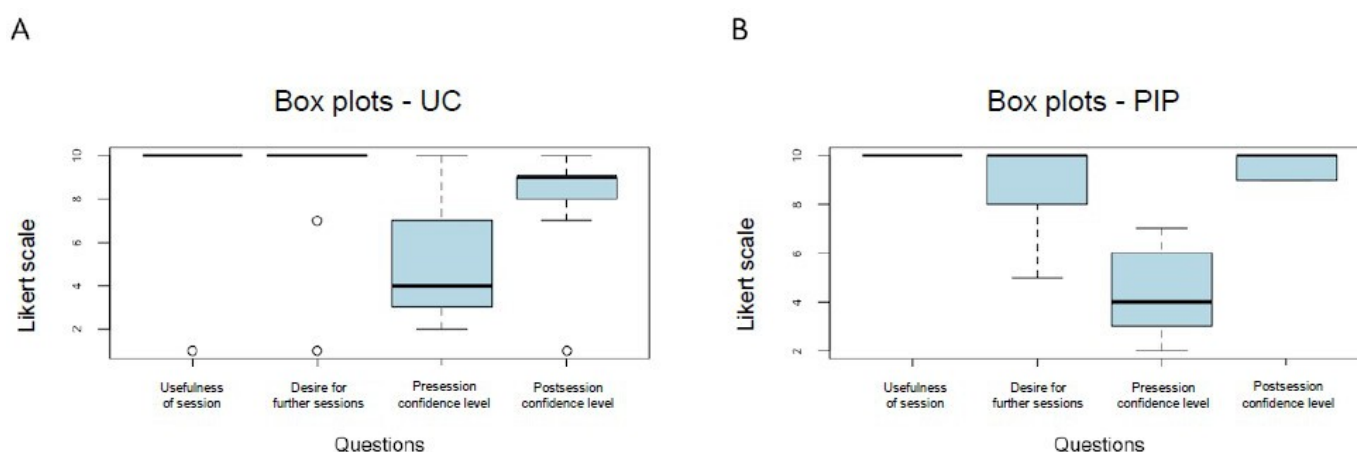 A
B
Box plots - UC
Box plots - PIP
Likert scale
10
8
6
4
2
Usefulness
of session
Desire for
further sessions
Presession
confidence level
Postsession
confidence level
Questions
Likert scale
10
8
6
4
2
Usefulness
of session
Desire for
further sessions
Presession
confidence level
Postsession
confidence level
Questions